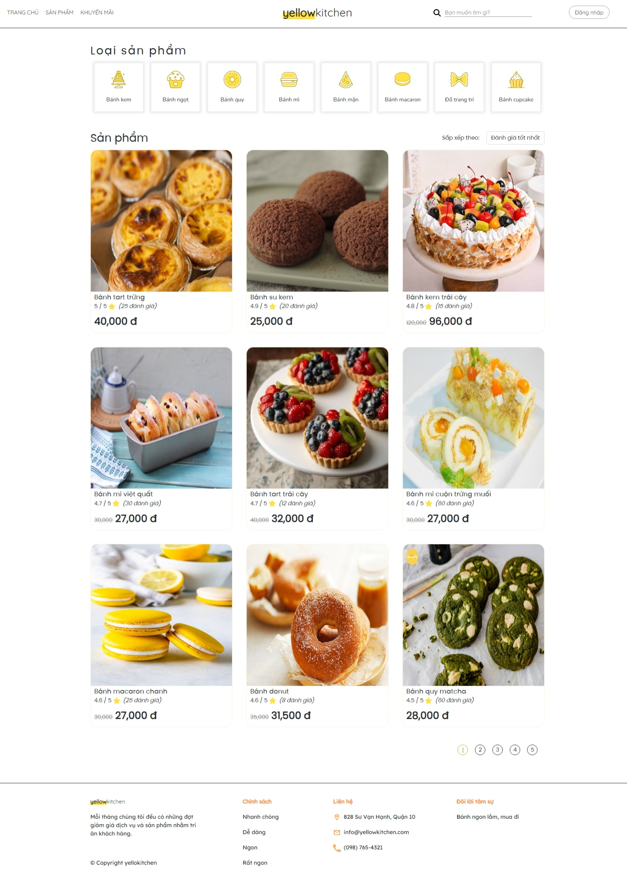 TRANG CHỦ SẢN PHẨM KHUYẾN MÃI
yellowkitchen
Bạn muốn tìm gì?
Đăng nhập
Loại sản phẩm
Bánh kem
Bánh ngọt
Bánh quy
Bánh mì
Bánh mặn
Bánh macaron
Đồ trang trí
Bánh cupcake
Sản phẩm
Sắp xếp theo:
Đánh giá tốt nhất
Bánh tart trứng
5 / 5 ⭐ (25 đánh giá)
40,000 đ
Bánh su kem
4.9 / 5 ⭐ (20 đánh giá)
25,000 đ
Bánh kem trái cây
4.8 / 5 ⭐ (15 đánh giá)
120,000 96,000 đ
Bánh mì việt quất
4.7 / 5 ⭐ (30 đánh giá)
30,000 27,000 đ
Bánh tart trái cây
4.7 / 5 ⭐ (12 đánh giá)
40,000 32,000 đ
Bánh mì cuộn trứng muối
4.6 / 5 ⭐ (60 đánh giá)
30,000 27,000 đ
Bánh macaron chanh
4.6 / 5 ⭐ (25 đánh giá)
30,000 27,000 đ
Bánh donut
4.6 / 5 ⭐ (8 đánh giá)
35,000 31,500 đ
Bánh quy matcha
4.5 / 5 ⭐ (60 đánh giá)
28,000 đ
1 2 3 4 5
yellowkitchen
Mỗi tháng chúng tôi đều có những đợt
giảm giá dịch vụ và sản phẩm nhằm tri
ân khách hàng.
© Copyright yellowkitchen
Chính sách
Nhanh chóng
Dễ dàng
Ngon
Rất ngon
Liên hệ
828 Sư Vạn Hạnh, Quận 10
info@yellowkitchen.com
(098) 765-4321
Đôi lời tâm sự
Bánh ngon lắm, mua đi